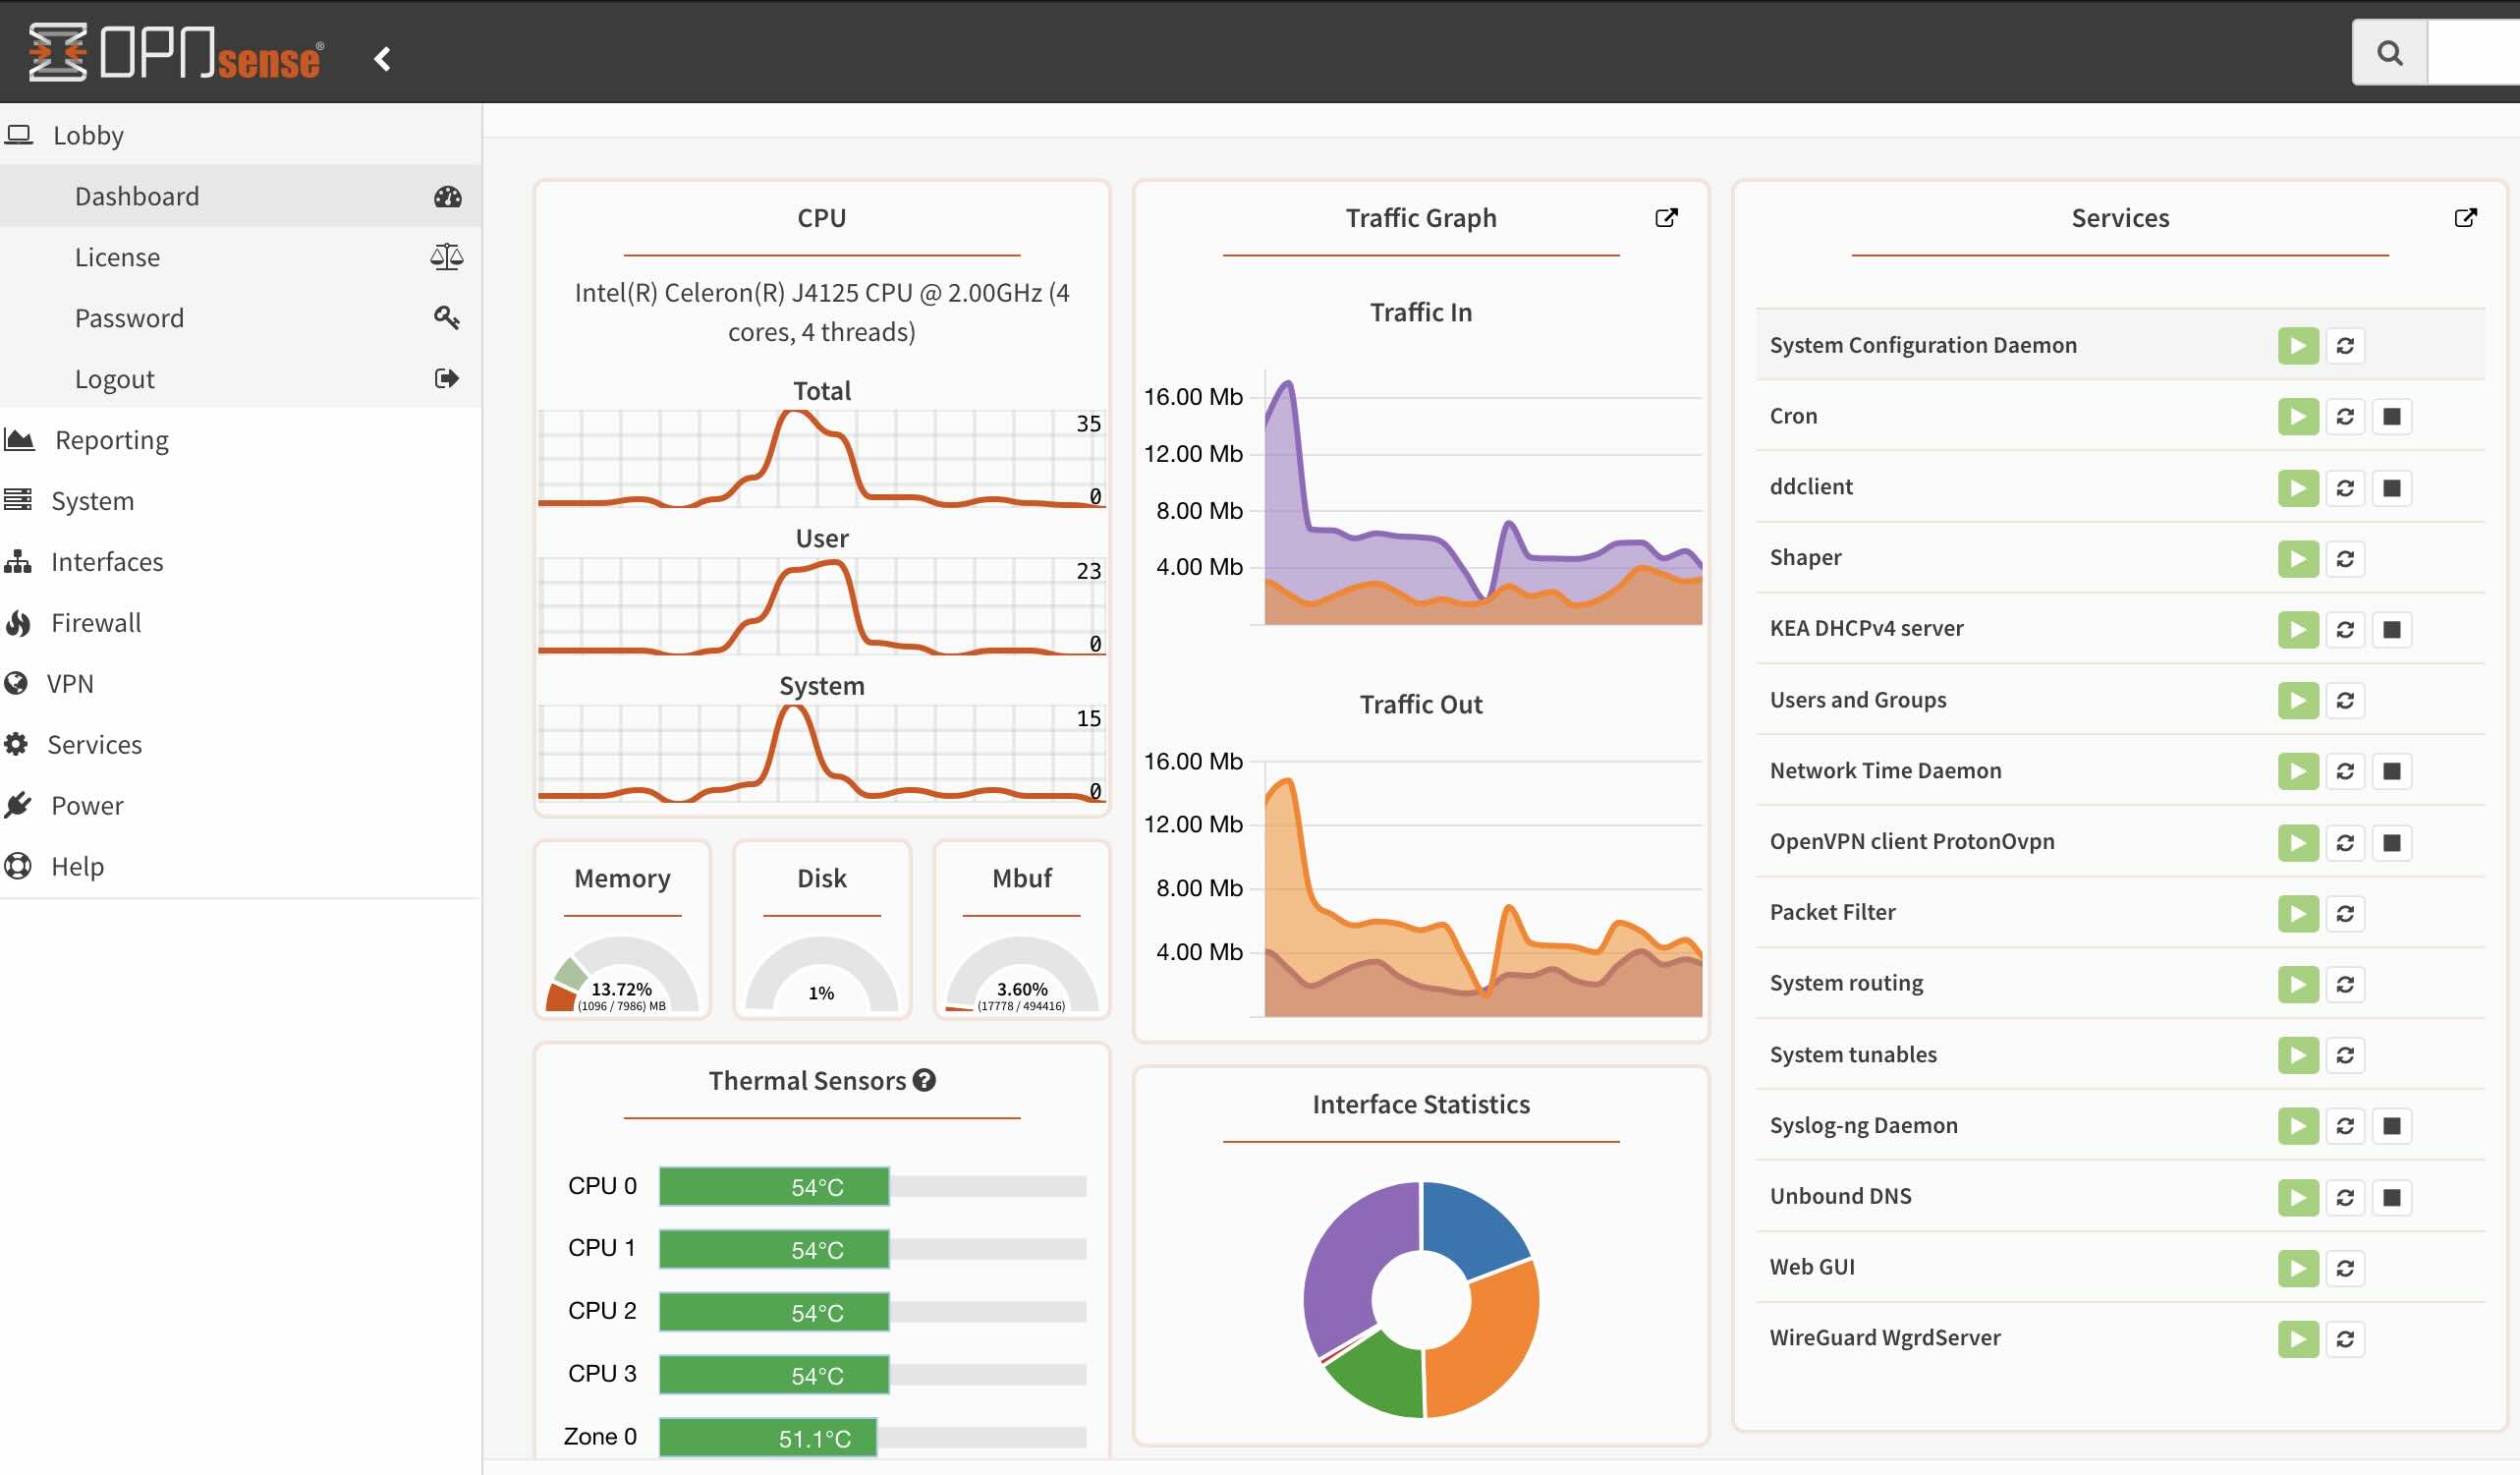 OPNsense®
Lobby
Dashboard
License
Password
Logout
Reporting
System
Interfaces
Firewall
VPN
Services
Power
Help
CPU
Intel(R) Celeron(R) J4125 CPU @ 2.00GHz (4
cores, 4 threads)
Total
35
0
User
23
0
System
15
0
Memory
13.72%
(1096 / 7986) MB
Disk
1%
Mbuf
3.60%
(17778 / 494416)
Thermal Sensors
CPU 0 54°C
CPU 1 54°C
CPU 2 54°C
CPU 3 54°C
Zone 0 51.1°C
Traffic Graph
Traffic In
16.00 Mb
12.00 Mb
8.00 Mb
4.00 Mb
Traffic Out
16.00 Mb
12.00 Mb
8.00 Mb
4.00 Mb
Interface Statistics
Services
System Configuration Daemon
Cron
ddclient
Shaper
KEA DHCPv4 server
Users and Groups
Network Time Daemon
OpenVPN client ProtonOvpn
Packet Filter
System routing
System tunables
Syslog-ng Daemon
Unbound DNS
Web GUI
WireGuard WgrdServer